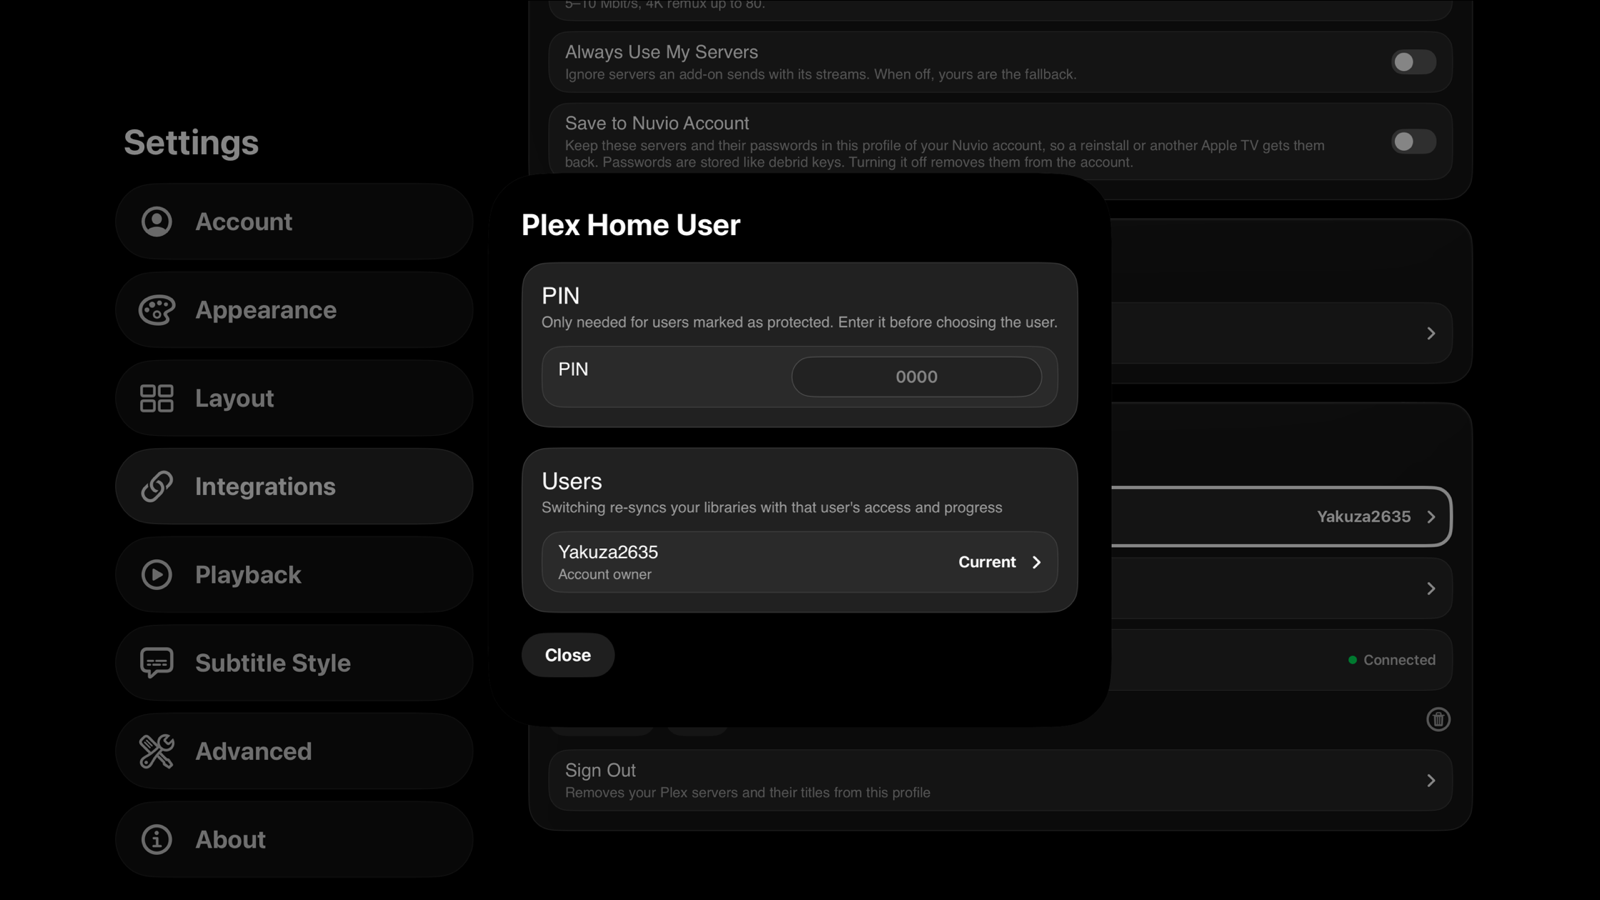 5–10 Mbit/s, 4K remux up to 80.
Always Use My Servers
Ignore servers an add-on sends with its streams. When off, yours are the fallback.
Save to Nuvio Account
Keep these servers and their passwords in this profile of your Nuvio account, so a reinstall or another Apple TV gets them
back. Passwords are stored like debrid keys. Turning it off removes them from the account.
Settings
Account
Appearance
Layout
Integrations
Playback
Subtitle Style
Advanced
About
Plex Home User
PIN
Only needed for users marked as protected. Enter it before choosing the user.
PIN
0000
Users
Switching re-syncs your libraries with that user's access and progress
Yakuza2635
Account owner
Current
Close
Yakuza2635
Connected
Sign Out
Removes your Plex servers and their titles from this profile